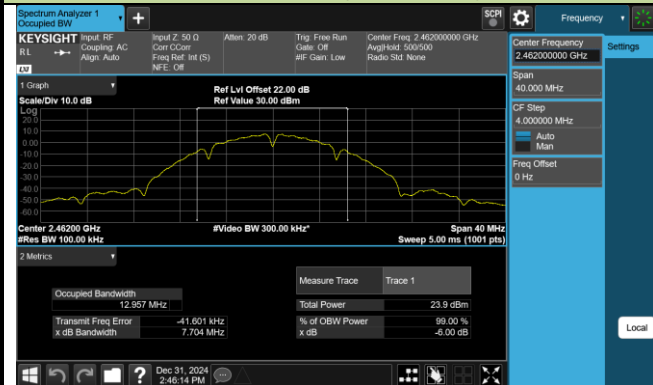 Spectrum Analyzer 1
Occupied BW
SCPI
Frequency
KEYSIGHT
RL
LXI
Input: RF
Coupling: AC
Align: Auto
Input Z: 50 Ω
Corr CCorr
Freq Ref: Int (S)
NFE: Off
Atten: 20 dB
Trig: Free Run
Gate: Off
#IF Gain: Low
Center Freq: 2.462000000 GHz
Avg|Hold: 500/500
Radio Std: None
Center Frequency
2.462000000 GHz
Settings
Span
40.000 MHz
CF Step
4.000000 MHz
Auto
Man
Freq Offset
0 Hz
Local
1 Graph
Scale/Div 10.0 dB
Ref Lvl Offset 22.00 dB
Ref Value 30.00 dBm
Log
20.0
10.0
0.00
-10.0
-20.0
-30.0
-40.0
-50.0
-60.0
Center 2.46200 GHz
#Res BW 100.00 kHz
#Video BW 300.00 kHz*
Span 40 MHz
Sweep 5.00 ms (1001 pts)
2 Metrics
Measure Trace Trace 1
Occupied Bandwidth
12.957 MHz
Total Power 23.9 dBm
Transmit Freq Error -41.601 kHz
% of OBW Power 99.00 %
x dB Bandwidth 7.704 MHz
x dB -6.00 dB
?
Dec 31, 2024
2:46:14 PM